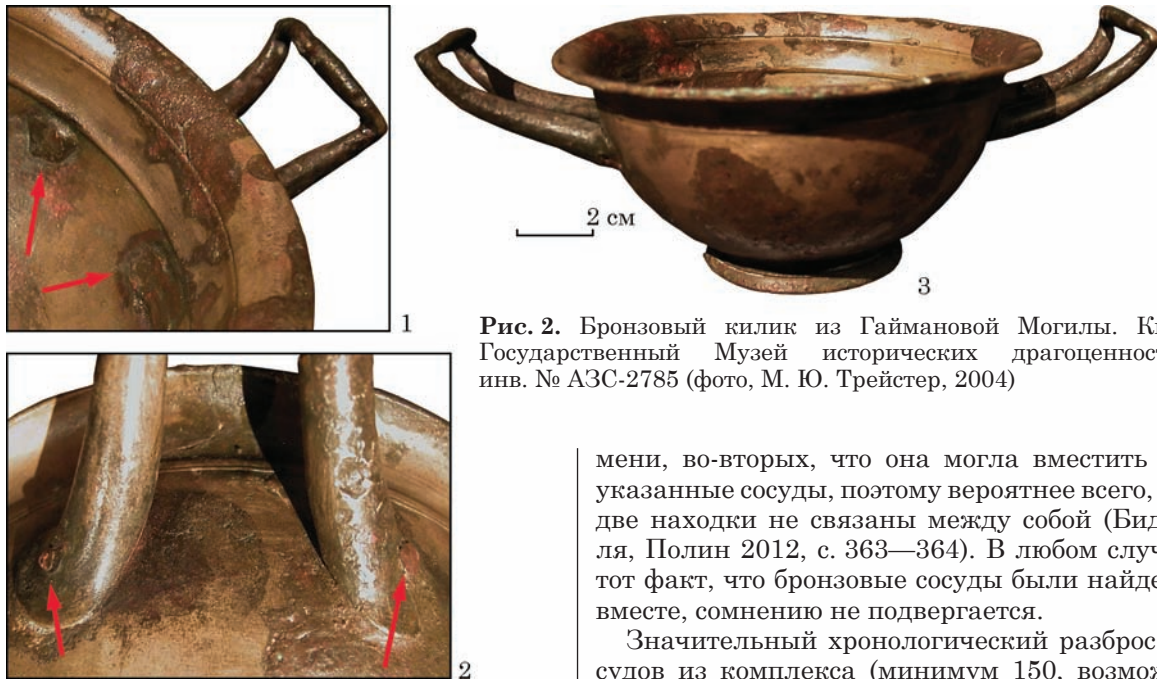 1
2 см
3
2
Рис. 2. Бронзовый килик из Гаймановой Могилы.
Государственный Музей исторических
инв. № АЗС-2785 (фото, М. Ю. Трейстер, 2004)
мени, во-вторых, что она могла вместить
указанные сосуды, поэтому вероятнее всего,
две находки не связаны между собой
ля, Полин 2012, с. 363—364). В любом
тот факт, что бронзовые сосуды были
вместе, сомнению не подвергается.
Значительный хронологический разброс
судов из комплекса (минимум 150,